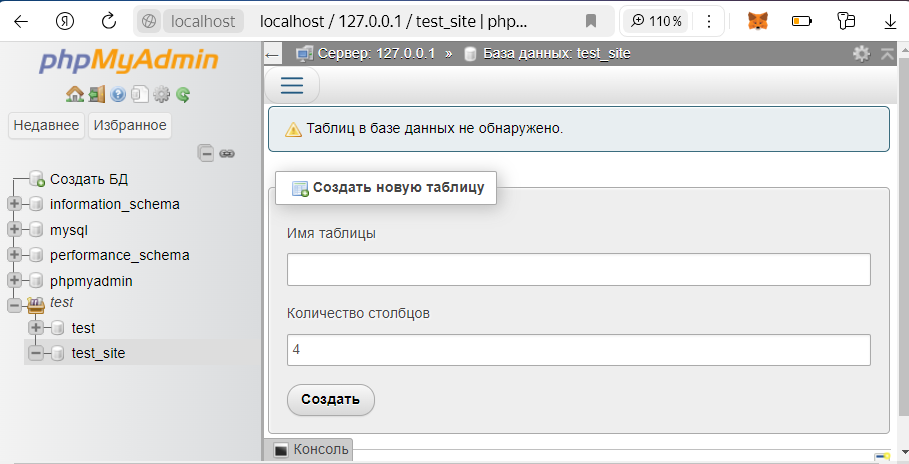 localhost localhost / 127.0.0.1 / test_site | php... 110 %
phpMyAdmin
Недавнее Избранное
Создать БД
information_schema
mysql
performance_schema
phpmyadmin
test
test
test_site
Сервер: 127.0.0.1 » База данных: test_site
Таблиц в базе данных не обнаружено.
Создать новую таблицу
Имя таблицы
Количество столбцов
4
Создать
Консоль